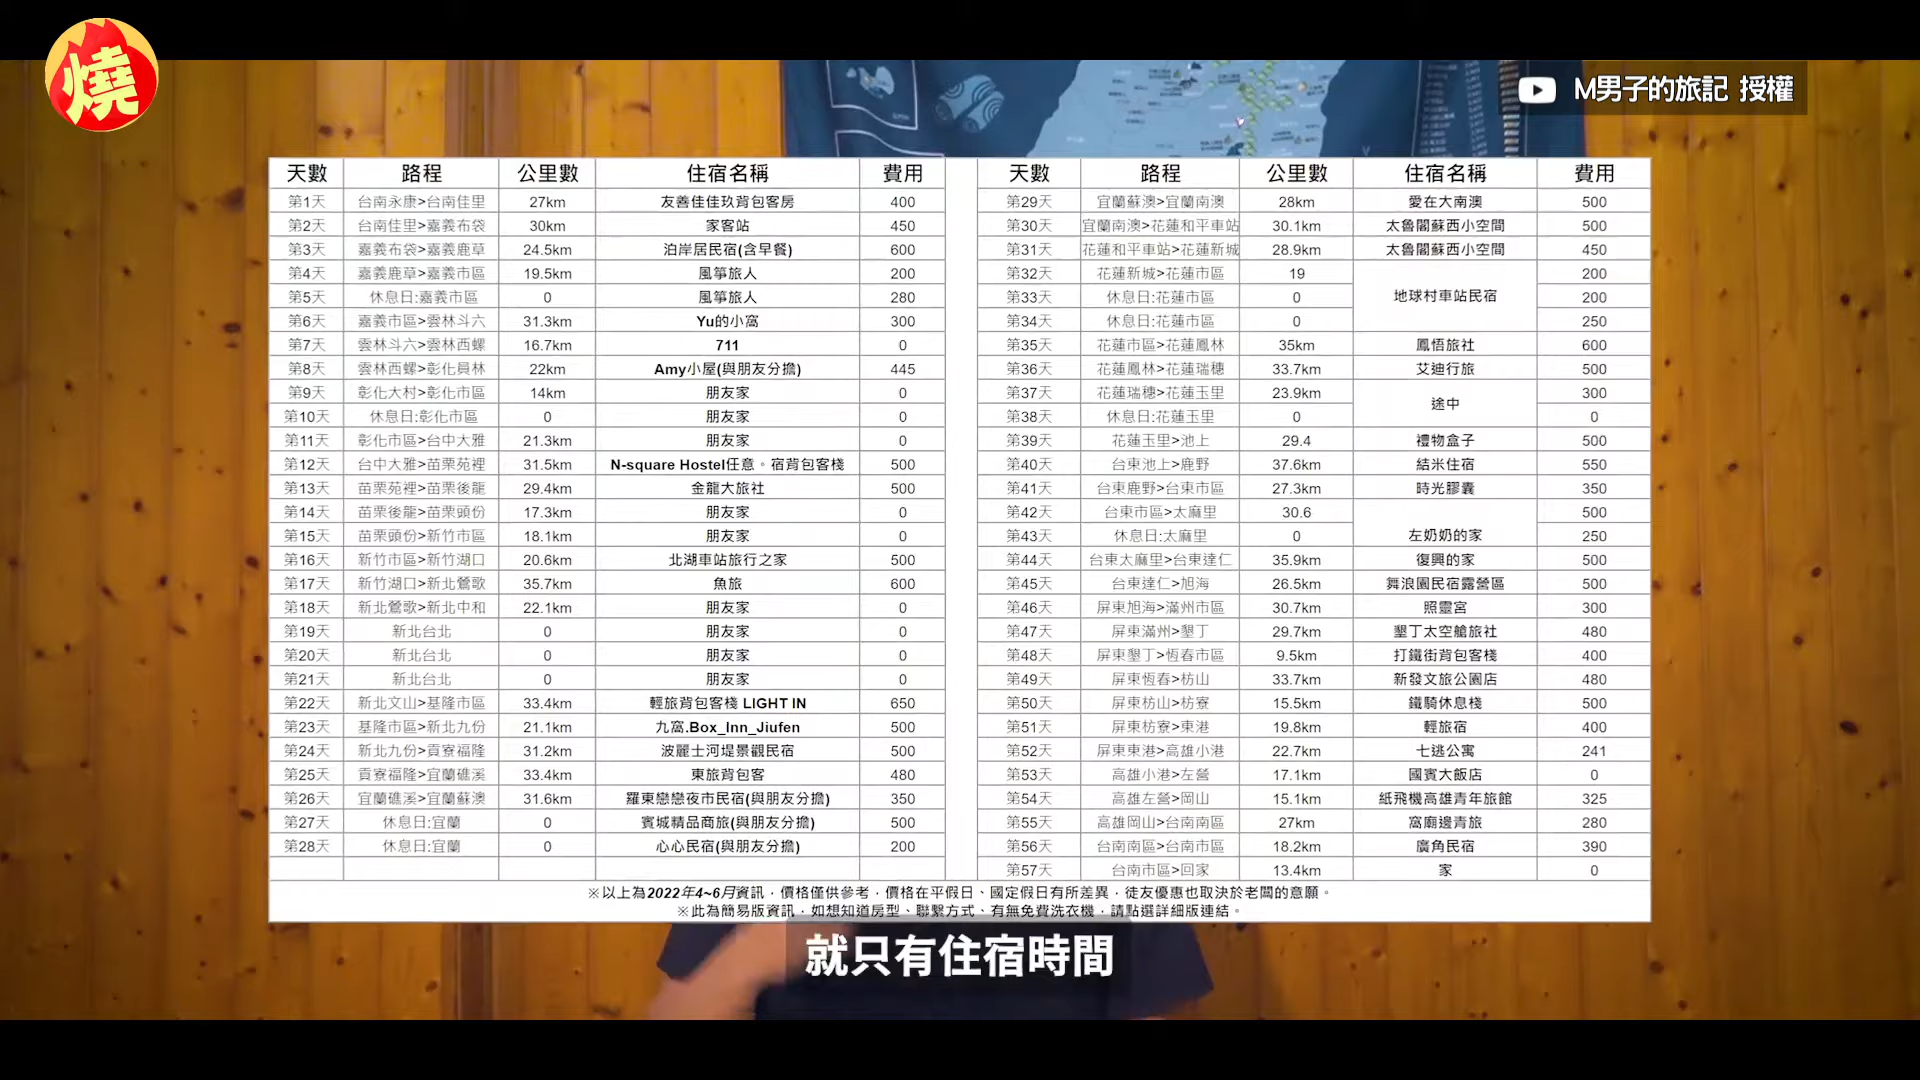 燒
M男子的旅記 授權
天數 路程 公里數 住宿名稱 費用
第1天 台南永康>台南佳里 27km 友善佳佳玖背包客房 400
第2天 台南佳里>嘉義布袋 30km 家客站 450
第3天 嘉義布袋>嘉義鹿草 24.5km 泊岸居民宿(含早餐) 600
第4天 嘉義鹿草>嘉義市區 19.5km 風箏旅人 200
第5天 休息日:嘉義市區 0 風箏旅人 280
第6天 嘉義市區>雲林斗六 31.3km Yu的小窩 300
第7天 雲林斗六>雲林西螺 16.7km 711 0
第8天 雲林西螺>彰化員林 22km Amy小屋(與朋友分擔) 445
第9天 彰化大村>彰化市區 14km 朋友家 0
第10天 休息日:彰化市區 0 朋友家 0
第11天 彰化市區>台中大雅 21.3km 朋友家 0
第12天 台中大雅>苗栗苑裡 31.5km N-square Hostel任意。宿背包客棧 500
第13天 苗栗苑裡>苗栗後龍 29.4km 金龍大旅社 500
第14天 苗栗後龍>苗栗頭份 17.3km 朋友家 0
第15天 苗栗頭份>新竹市區 18.1km 朋友家 0
第16天 新竹市區>新竹湖口 20.6km 北湖車站旅行之家 500
第17天 新竹湖口>新北鶯歌 35.7km 魚旅 600
第18天 新北鶯歌>新北中和 22.1km 朋友家 0
第19天 新北台北 0 朋友家 0
第20天 新北台北 0 朋友家 0
第21天 新北台北 0 朋友家 0
第22天 新北文山>基隆市區 33.4km 輕旅背包客棧 LIGHT IN 650
第23天 基隆市區>新北九份 21.1km 九窩.Box_Inn_Jiufen 500
第24天 新北九份>貢寮福隆 31.2km 波麗士河堤景觀民宿 500
第25天 貢寮福隆>宜蘭礁溪 33.4km 東旅背包客 480
第26天 宜蘭礁溪>宜蘭蘇澳 31.6km 羅東戀戀夜市民宿(與朋友分擔) 350
第27天 休息日:宜蘭 0 賓城精品商旅(與朋友分擔) 500
第28天 休息日:宜蘭 0 心心民宿(與朋友分擔) 200
天數 路程 公里數 住宿名稱 費用
第29天 宜蘭蘇澳>宜蘭南澳 28km 愛在大南澳 500
第30天 宜蘭南澳>花蓮和平車站 30.1km 太魯閣蘇西小空間 500
第31天 花蓮和平車站>花蓮新城 28.9km 太魯閣蘇西小空間 450
第32天 花蓮新城>花蓮市區 19 200
第33天 休息日:花蓮市區 0 地球村車站民宿 200
第34天 休息日:花蓮市區 0 250
第35天 花蓮市區>花蓮鳳林 35km 鳳悟旅社 600
第36天 花蓮鳳林>花蓮瑞穗 33.7km 艾迪行旅 500
第37天 花蓮瑞穗>花蓮玉里 23.9km 途中 300
第38天 休息日:花蓮玉里 0 0
第39天 花蓮玉里>池上 29.4 禮物盒子 500
第40天 台東池上>鹿野 37.6km 結米住宿 550
第41天 台東鹿野>台東市區 27.3km 時光膠囊 350
第42天 台東市區>太麻里 30.6 500
第43天 休息日:太麻里 0 左奶奶的家 250
第44天 台東太麻里>台東達仁 35.9km 復興的家 500
第45天 台東達仁>旭海 26.5km 舞浪園民宿露營區 500
第46天 屏東旭海>滿州市區 30.7km 照靈宮 300
第47天 屏東滿州>墾丁 29.7km 墾丁太空艙旅社 480
第48天 屏東墾丁>恆春市區 9.5km 打鐵街背包客棧 400
第49天 屏東恆春>枋山 33.7km 新發文旅公園店 480
第50天 屏東枋山>枋寮 15.5km 鐵騎休息棧 500
第51天 屏東枋寮>東港 19.8km 輕旅宿 400
第52天 屏東東港>高雄小港 22.7km 七逃公寓 241
第53天 高雄小港>左營 17.1km 國賓大飯店 0
第54天 高雄左營>岡山 15.1km 紙飛機高雄青年旅館 325
第55天 高雄岡山>台南南區 27km 窩廟邊青旅 280
第56天 台南南區>台南市區 18.2km 廣角民宿 390
第57天 台南市區>回家 13.4km 家 0
※以上為2022年4~6月資訊，價格僅供參考，價格在平假日、國定假日有所差異，徒友優惠也取決於老闆的意願。
※此為簡易版資訊，如想知道房型、聯繫方式、有無免費洗衣機，請點選詳細版連結。
就只有住宿時間